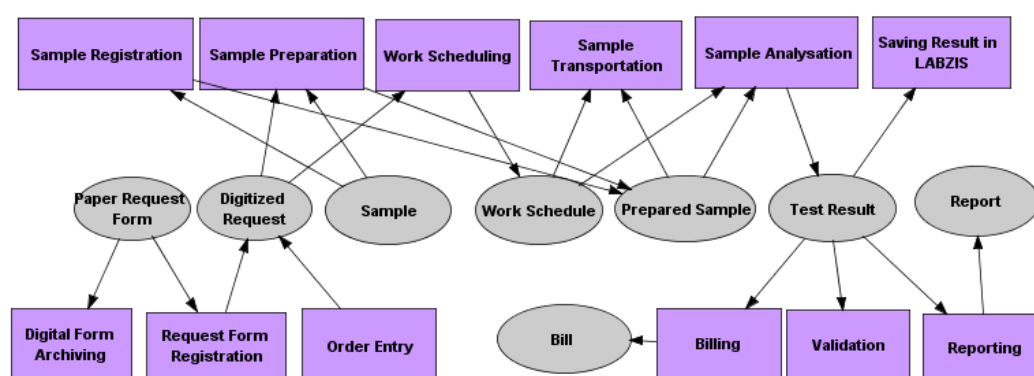 Sample Registration
Sample Preparation
Work Scheduling
Sample
Transportation
Sample Analysation
Saving Result in
LABZIS
Paper Request
Form
Digitized
Request
Sample
Work Schedule
Prepared Sample
Test Result
Report
Digital Form
Archiving
Request Form
Registration
Order Entry
Bill
Billing
Validation
Reporting